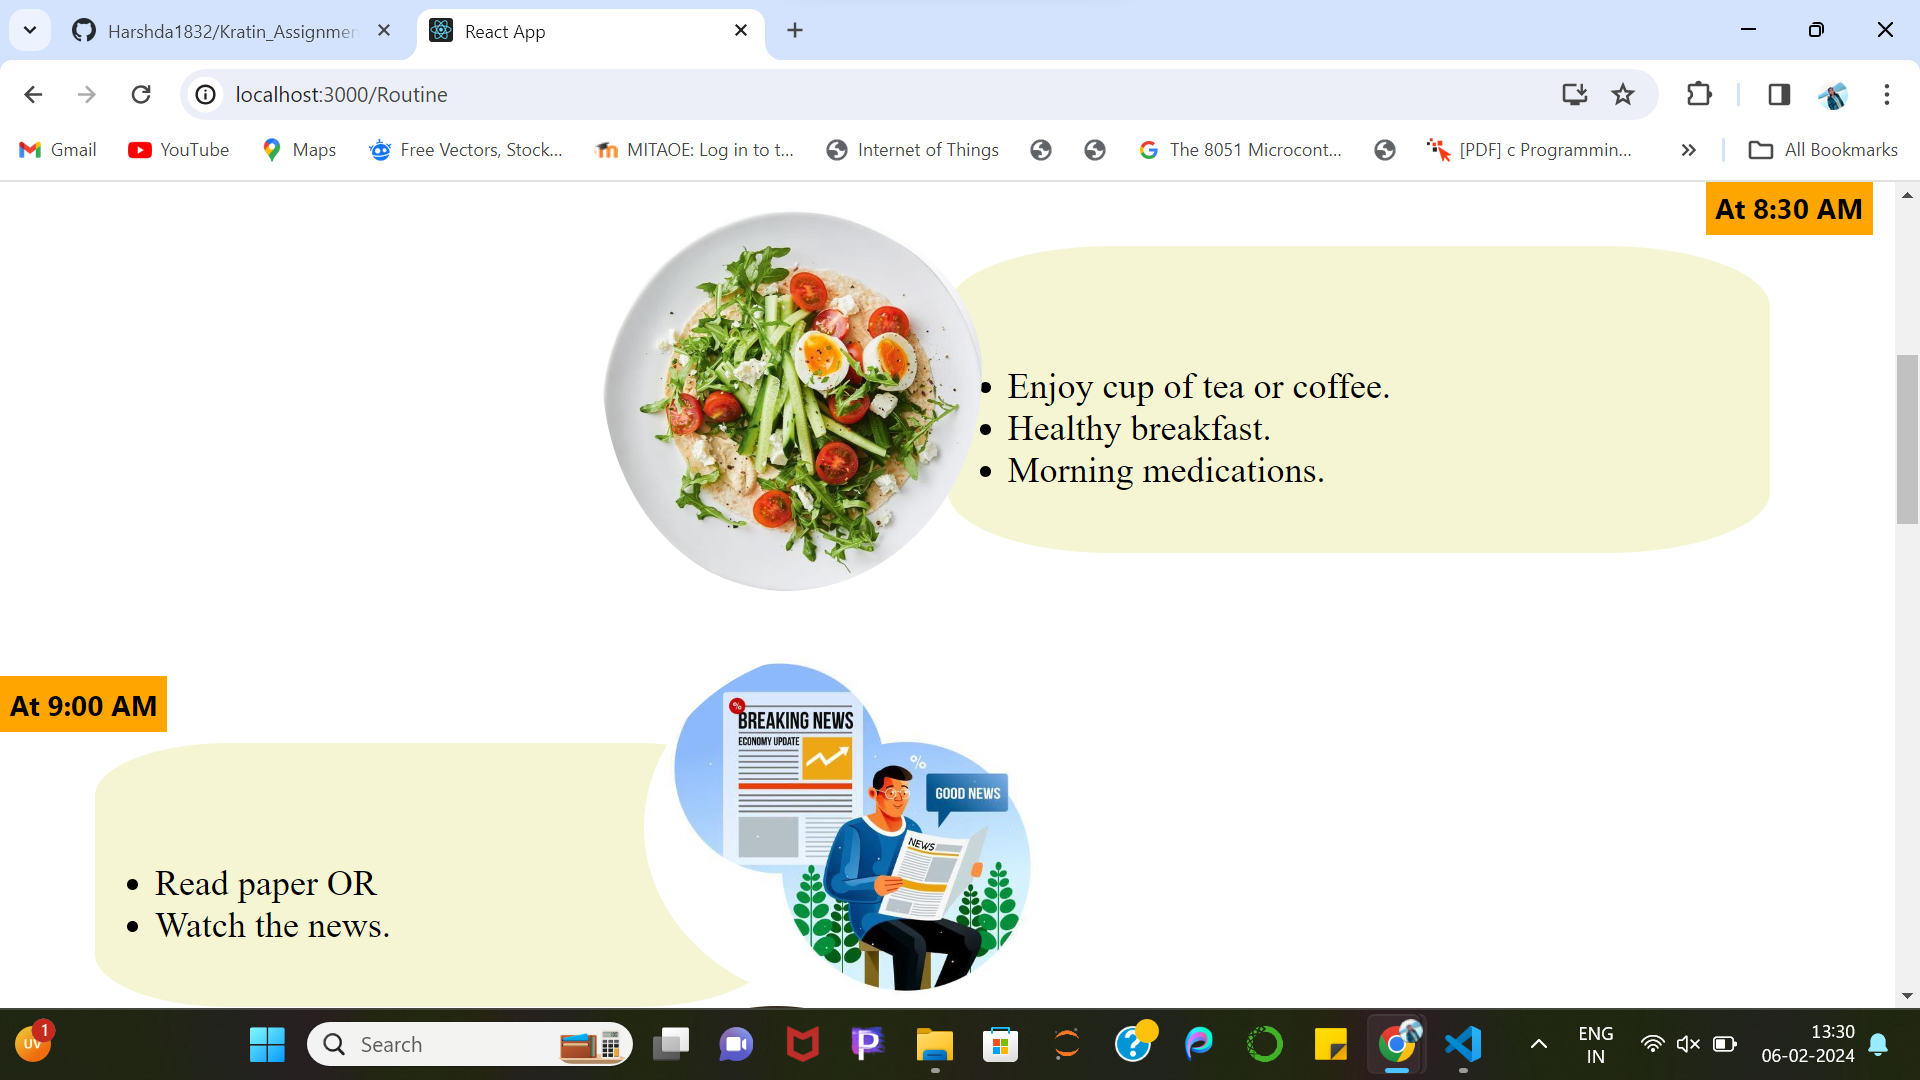 Harshda1832/Kratin_Assignmen
React App
localhost:3000/Routine
Gmail
YouTube
Maps
Free Vectors, Stock...
MITAOE: Log in to t...
Internet of Things
The 8051 Microcont...
[PDF] c Programmin...
All Bookmarks
At 8:30 AM
Enjoy cup of tea or coffee.
Healthy breakfast.
Morning medications.
At 9:00 AM
BREAKING NEWS
ECONOMY UPDATE
%
%
GOOD NEWS
NEWS
Read paper OR
Watch the news.
UV
1
Search
ENG
IN
13:30
06-02-2024